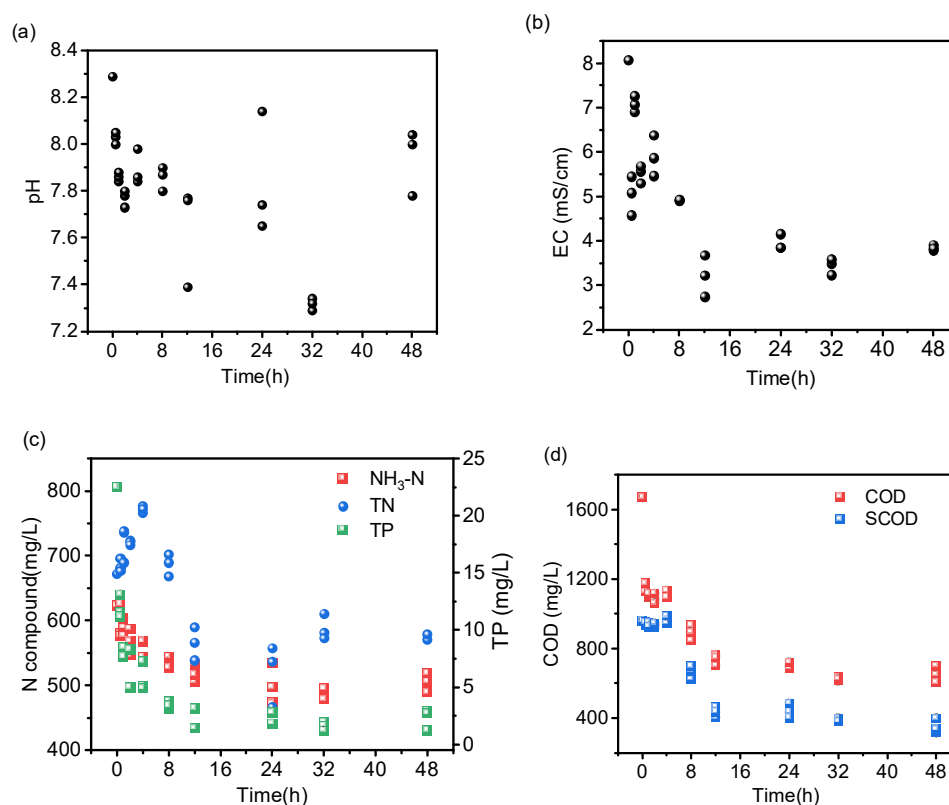 (a)
pH
8.4
8.2
8.0
7.8
7.6
7.4
7.2
0 8 16 24 32 40 48
Time(h)
(b)
EC (mS/cm)
8
7
6
5
4
3
2
0 8 16 24 32 40 48
Time(h)
(c)
N compound(mg/L)
800
700
600
500
400
NH₃-N
TN
TP
25
20
15
10
5
0
TP (mg/L)
0 8 16 24 32 40 48
Time(h)
(d)
COD (mg/L)
1600
1200
800
400
COD
SCOD
0 8 16 24 32 40 48
Time(h)